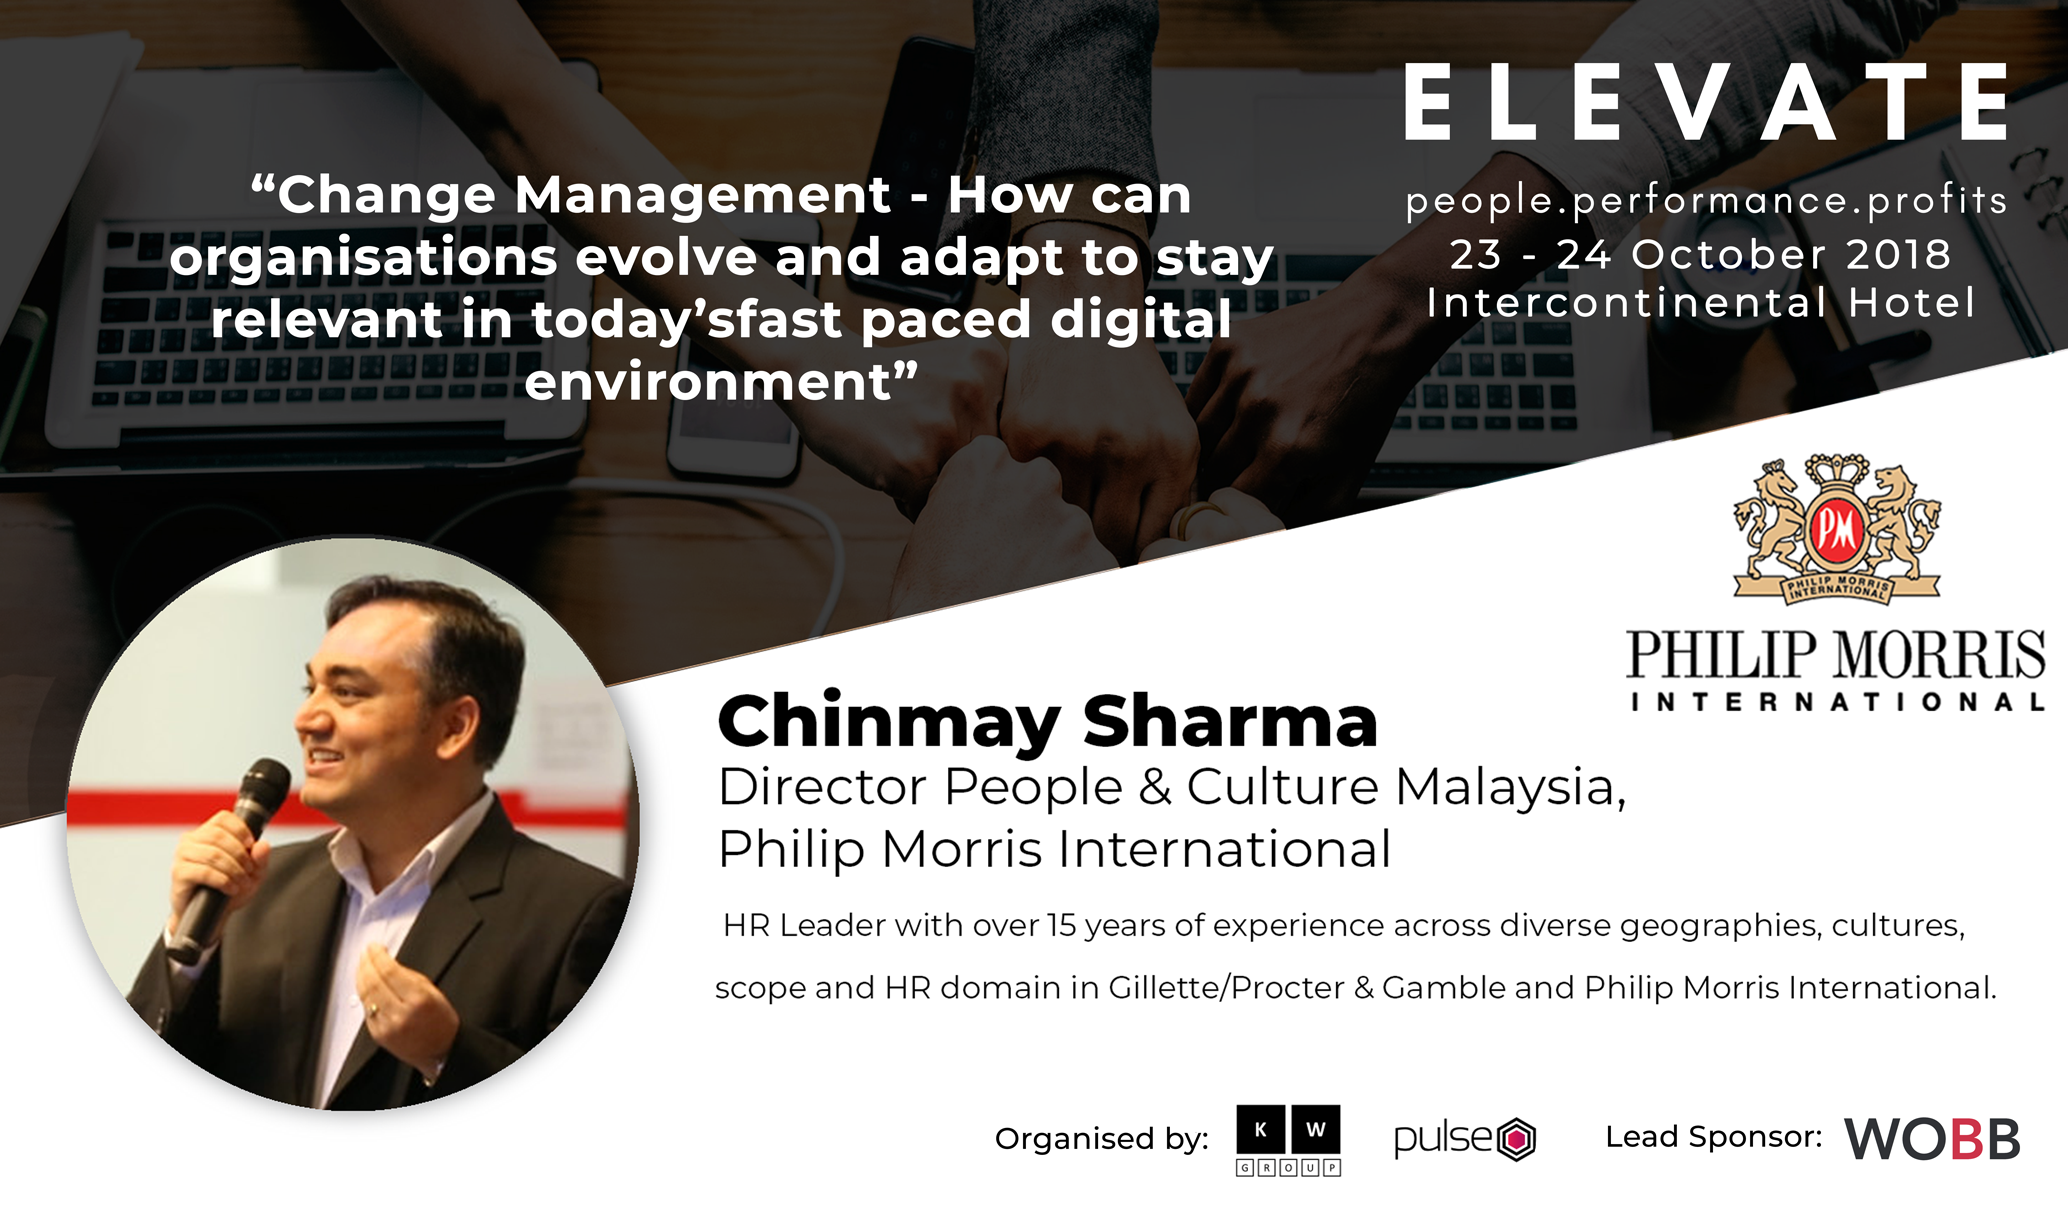 “Change Management - How can
organisations evolve and adapt to stay
relevant in today’sfast paced digital
environment”
ELEVATE
people.performance.profits
23 - 24 October 2018
Intercontinental Hotel
PM
PHILIP MORRIS
INTERNATIONAL
PHILIP MORRIS
INTERNATIONAL
Chinmay Sharma
Director People & Culture Malaysia,
Philip Morris International
HR Leader with over 15 years of experience across diverse geographies, cultures,
scope and HR domain in Gillette/Procter & Gamble and Philip Morris International.
Organised by:
KW
GROUP
pulse
Lead Sponsor:
WOBB